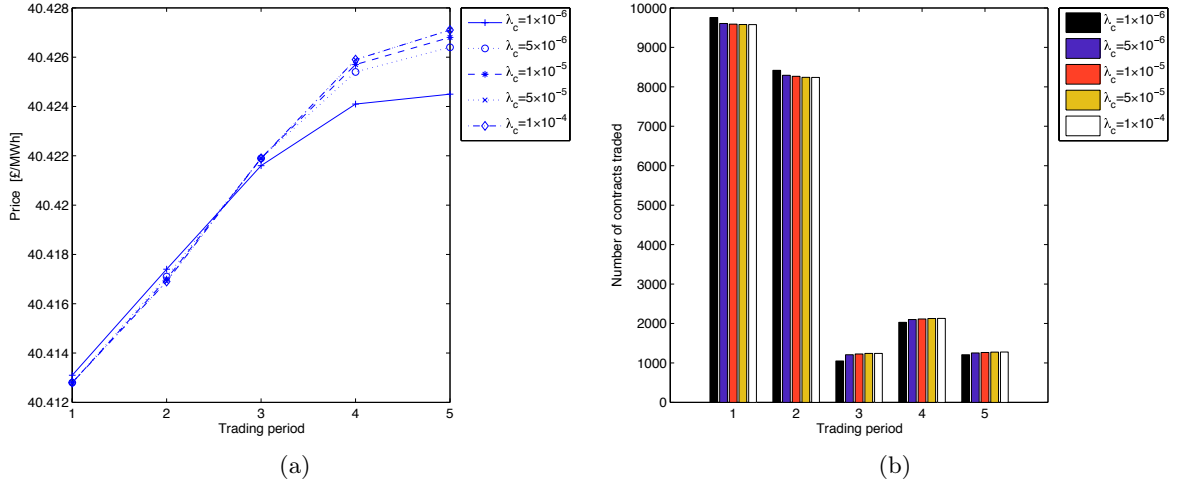 40.428
40.426
40.424
40.422
40.42
40.418
40.416
40.414
40.412
Price [£/MWh]
1 2 3 4 5
Trading period
λc=1×10−6
λc=5×10−6
λc=1×10−5
λc=5×10−5
λc=1×10−4
(a)
10000
9000
8000
7000
6000
5000
4000
3000
2000
1000
0
Number of contracts traded
1 2 3 4 5
Trading period
λc=1×10−6
λc=5×10−6
λc=1×10−5
λc=5×10−5
λc=1×10−4
(b)